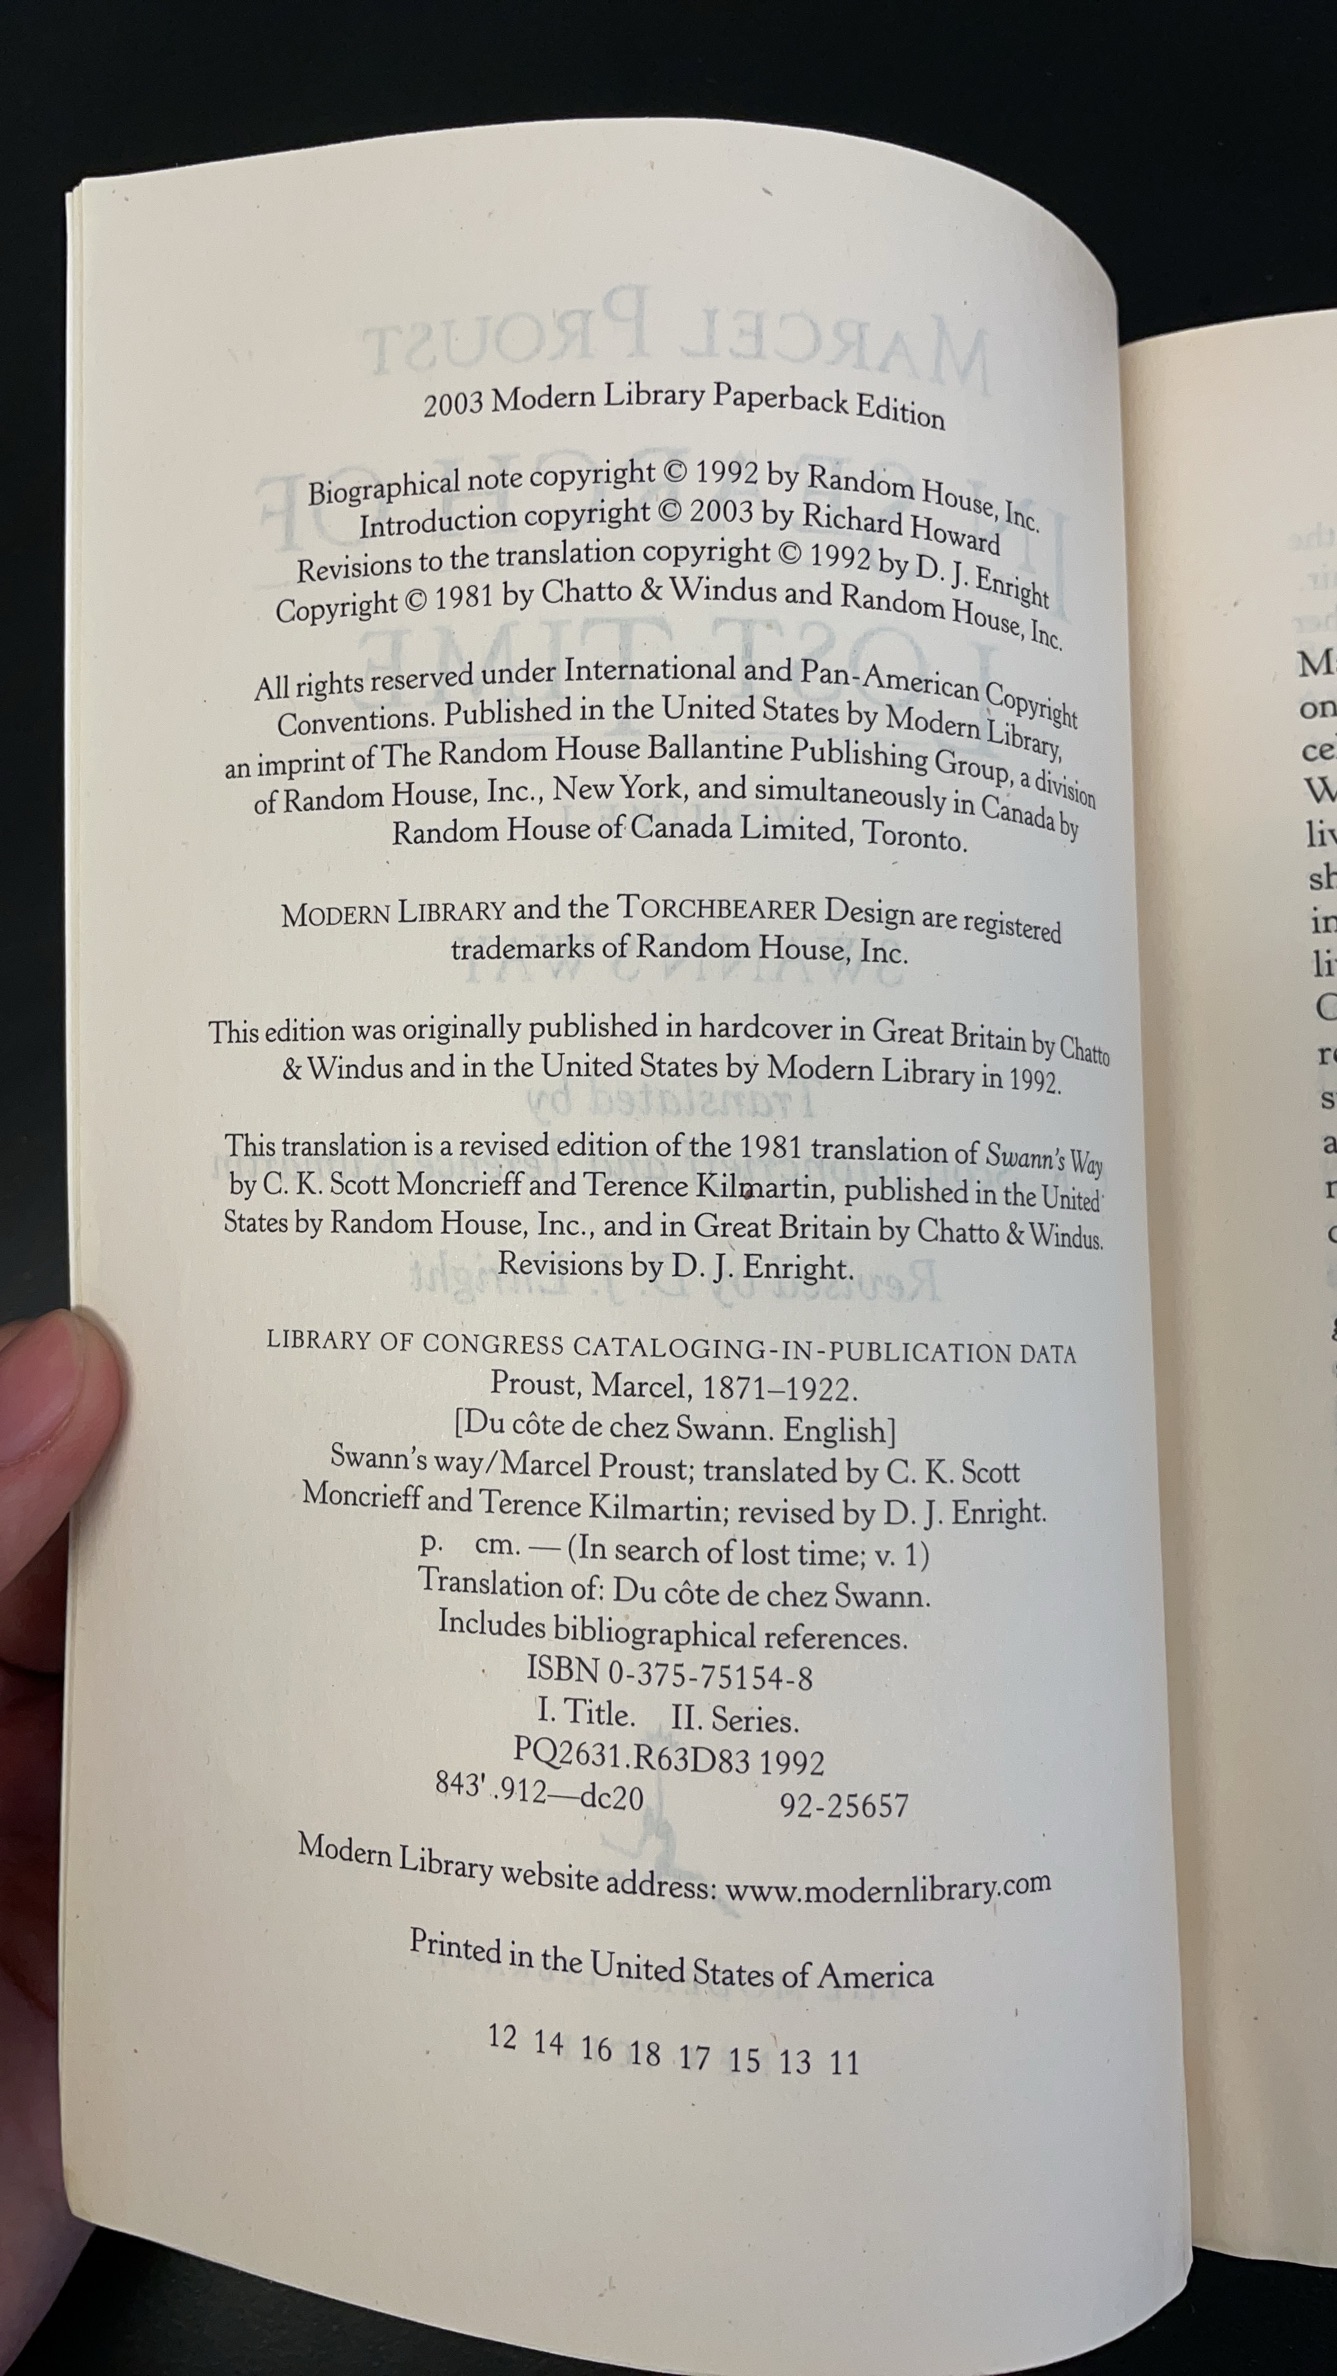 2003 Modern Library Paperback Edition
Biographical note copyright © 1992 by Random House, Inc.
Introduction copyright © 2003 by Richard Howard
Revisions to the translation copyright © 1992 by D. J. Enright
Copyright © 1981 by Chatto & Windus and Random House, Inc.
All rights reserved under International and Pan-American Copyright
Conventions. Published in the United States by Modern Library,
an imprint of The Random House Ballantine Publishing Group, a division
of Random House, Inc., New York, and simultaneously in Canada by
Random House of Canada Limited, Toronto.
MODERN LIBRARY and the TORCHBEARER Design are registered
trademarks of Random House, Inc.
This edition was originally published in hardcover in Great Britain by Chatto
& Windus and in the United States by Modern Library in 1992.
This translation is a revised edition of the 1981 translation of Swann's Way
by C. K. Scott Moncrieff and Terence Kilmartin, published in the United
States by Random House, Inc., and in Great Britain by Chatto & Windus.
Revisions by D. J. Enright.
LIBRARY OF CONGRESS CATALOGING-IN-PUBLICATION DATA
Proust, Marcel, 1871–1922.
[Du côte de chez Swann. English]
Swann's way/Marcel Proust; translated by C. K. Scott
Moncrieff and Terence Kilmartin; revised by D. J. Enright.
p. cm. — (In search of lost time; v. 1)
Translation of: Du côte de chez Swann.
Includes bibliographical references.
ISBN 0-375-75154-8
I. Title. II. Series.
PQ2631.R63D83 1992
843'.912—dc20 92-25657
Modern Library website address: www.modernlibrary.com
Printed in the United States of America
12 14 16 18 17 15 13 11